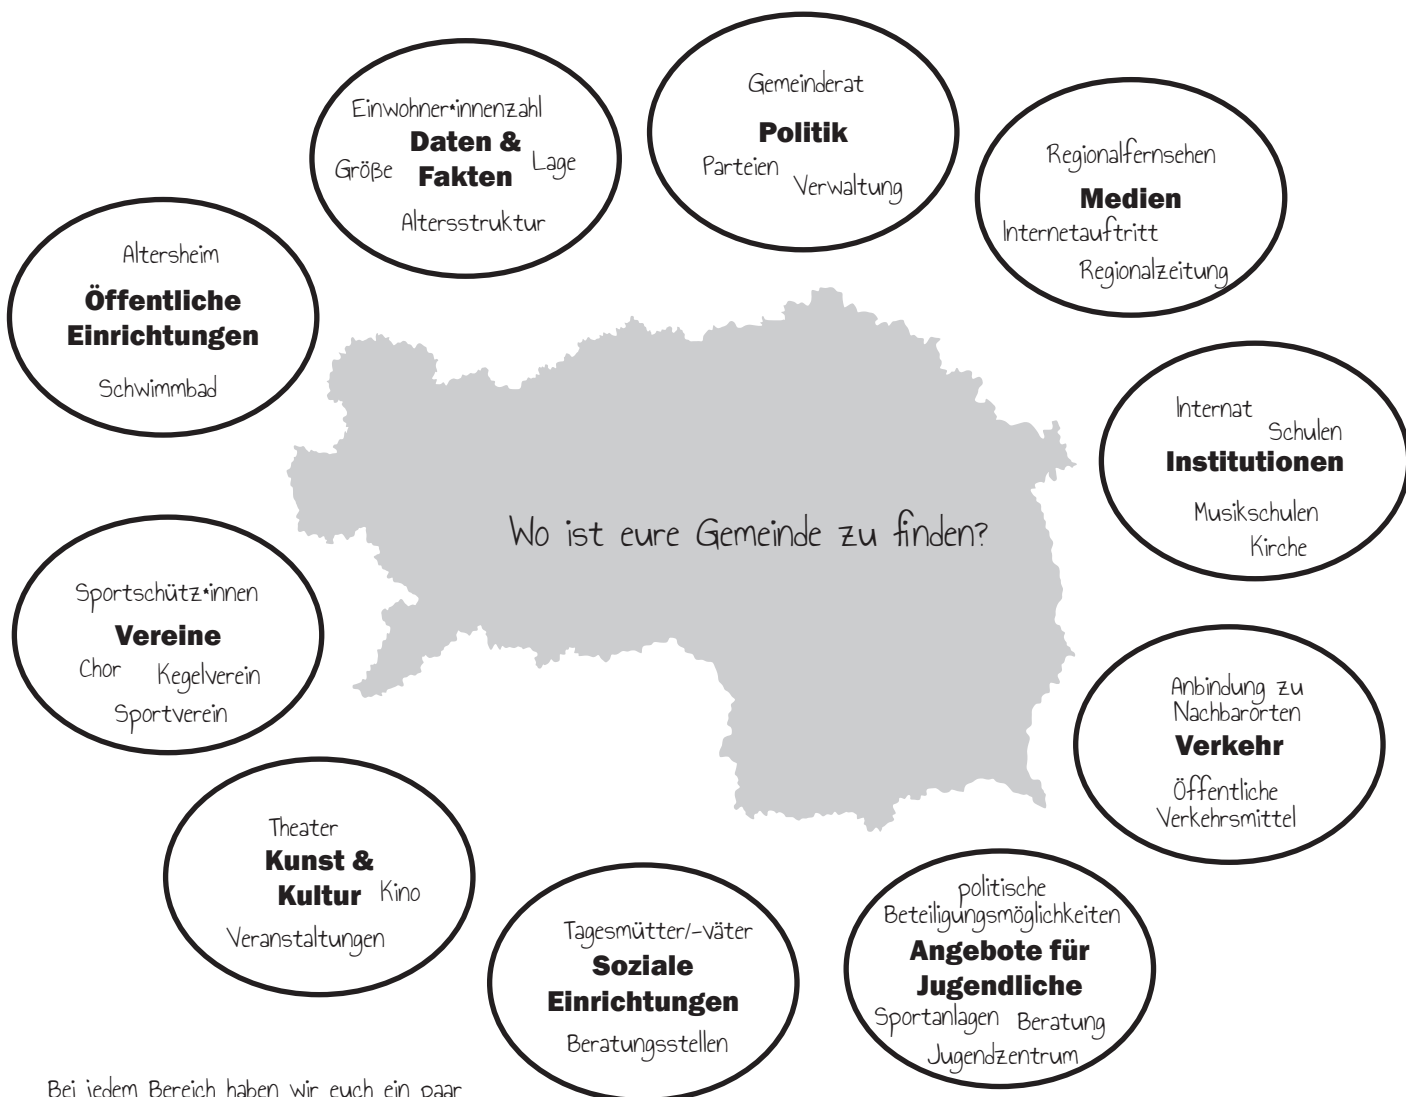 Gemeinderat
Politik
Parteien
Verwaltung
Einwohner*innenzahl
Daten &
Größe Fakten Lage
Altersstruktur
Regionalfernsehen
Medien
Internetauftritt
Regionalzeitung
Altersheim
Öffentliche
Einrichtungen
Schwimmbad
Internat
Schulen
Institutionen
Musikschulen
Kirche
Wo ist eure Gemeinde zu finden?
Sportschütz*innen
Vereine
Chor Kegelverein
Sportverein
Anbindung zu
Nachbarorten
Verkehr
Öffentliche
Verkehrsmittel
Theater
Kunst &
Kultur Kino
Veranstaltungen
Tagesmütter/-väter
Soziale
Einrichtungen
Beratungsstellen
politische
Beteiligungsmöglichkeiten
Angebote für
Jugendliche
Sportanlagen Beratung
Jugendzentrum
Bei jedem Bereich haben wir euch ein paar